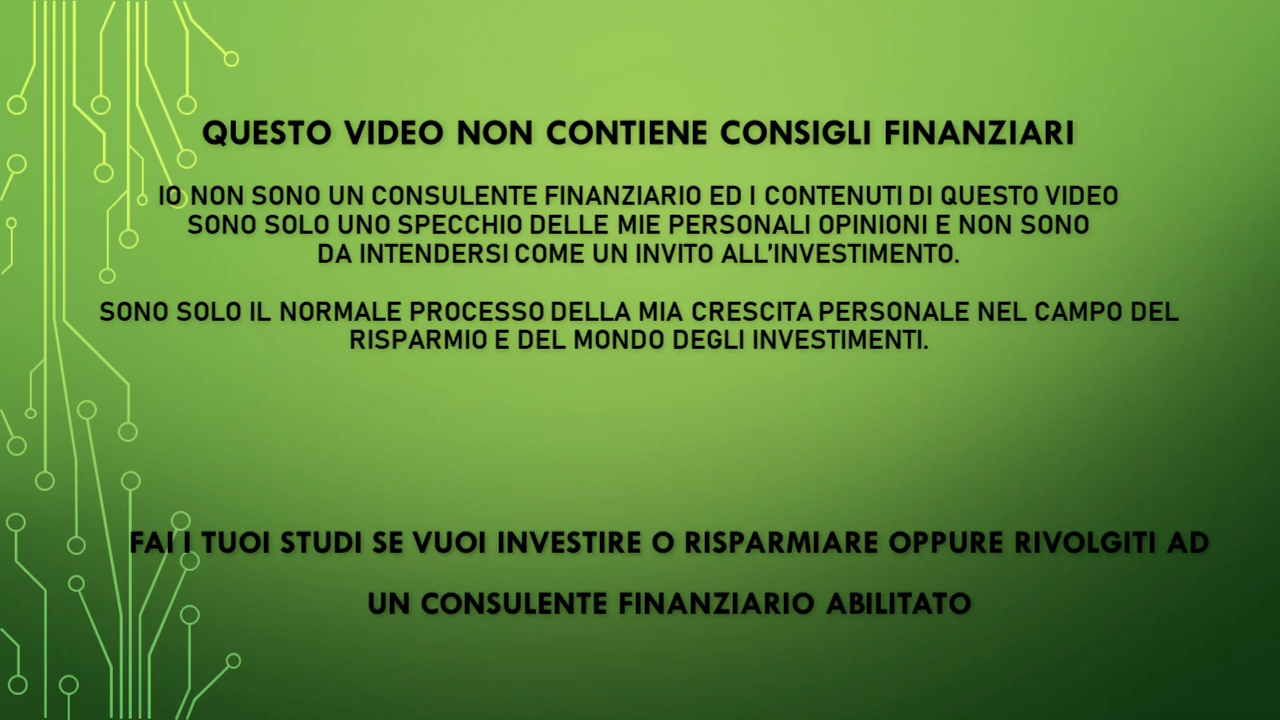 QUESTO VIDEO NON CONTIENE CONSIGLI FINANZIARI
IO NON SONO UN CONSULENTE FINANZIARIO ED I CONTENUTI DI QUESTO VIDEO
SONO SOLO UNO SPECCHIO DELLE MIE PERSONALI OPINIONI E NON SONO
DA INTENDERSI COME UN INVITO ALL'INVESTIMENTO.
SONO SOLO IL NORMALE PROCESSO DELLA MIA CRESCITA PERSONALE NEL CAMPO DEL
RISPARMIO E DEL MONDO DEGLI INVESTIMENTI.
FAI I TUOI STUDI SE VUOI INVESTIRE O RISPARMIARE OPPURE RIVOLGITI AD
UN CONSULENTE FINANZIARIO ABILITATO